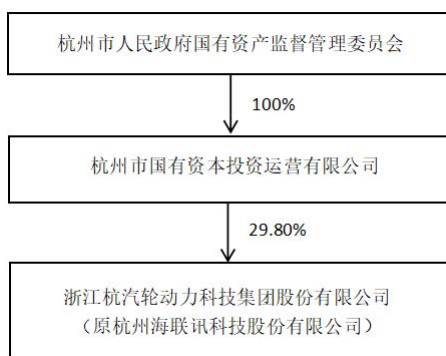 杭州市人民政府国有资产监督管理委员会
100%
杭州市国有资本投资运营有限公司
29.80%
浙江杭汽轮动力科技集团股份有限公司
（原杭州海联讯科技股份有限公司）